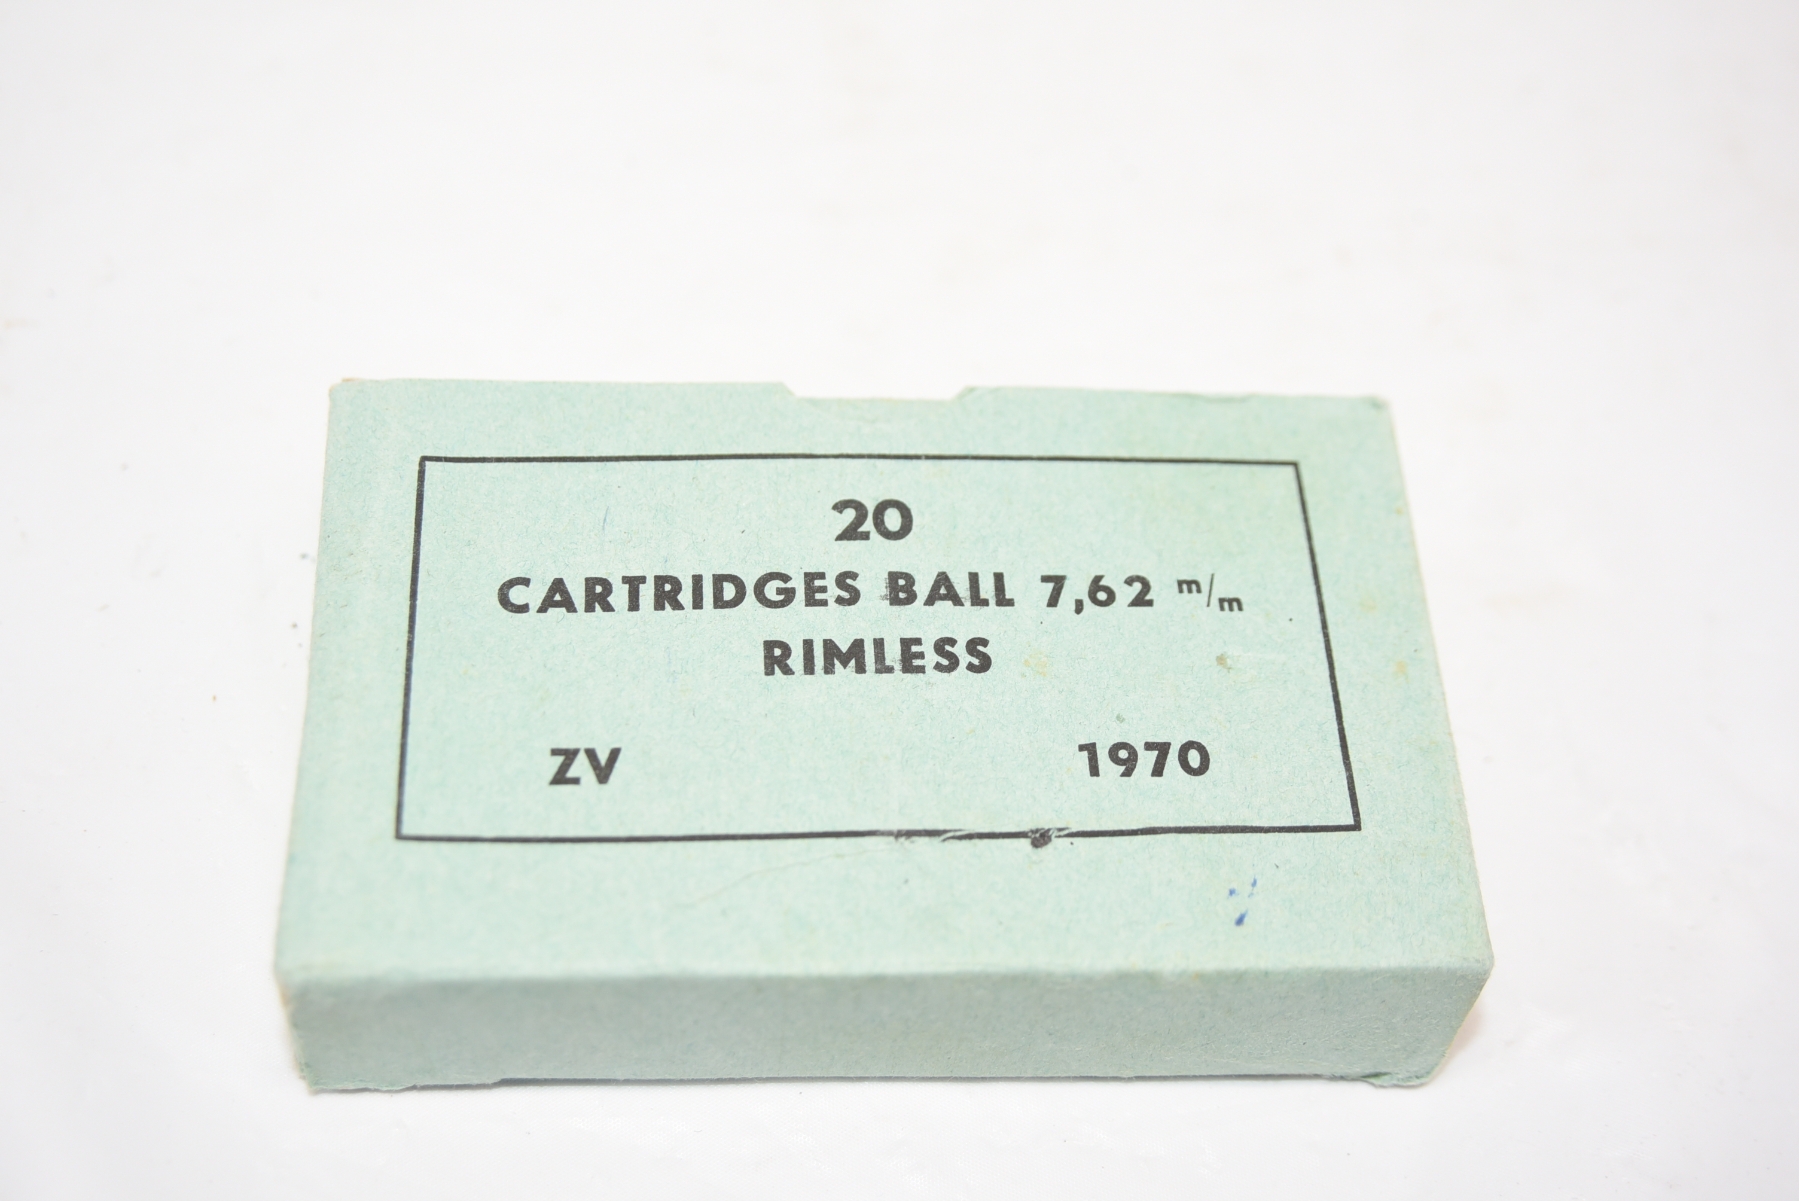 20
CARTRIDGES BALL 7,62 m/m
RIMLESS
ZV 1970